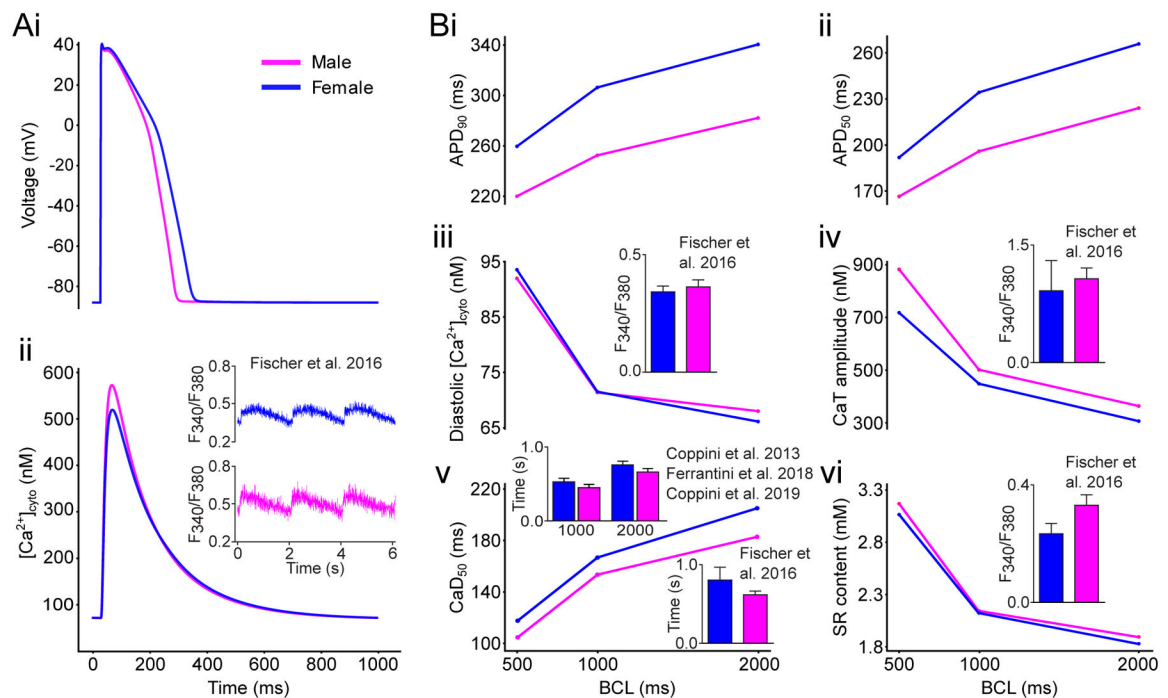 Ai
40
20
0
-20
-40
-60
-80
Voltage (mV)
Male
Female
Bi
340
300
260
220
APD90 (ms)
ii
260
230
200
170
APD50 (ms)
ii
600
500
400
300
200
100
[Ca2+]cyto (nM)
Fischer et al. 2016
0.8
0.5
0.2
F340/F380
0.8
0.5
0.2
F340/F380
0 2 4 6
Time (s)
0 200 400 600 800 1000
Time (ms)
iii
95
85
75
65
Diastolic [Ca2+]cyto (nM)
0.5
0.0
F340/F380
Fischer et
al. 2016
iv
900
700
500
300
CaT amplitude (nM)
1.5
0.0
F340/F380
Fischer et
al. 2016
v
220
180
140
100
CaD50 (ms)
1.0
0.0
Time (s)
1000 2000
Coppini et al. 2013
Ferrantini et al. 2018
Coppini et al. 2019
1.0
0.0
Time (s)
Fischer et
al. 2016
500 1000 2000
BCL (ms)
vi
3.3
2.8
2.3
1.8
SR content (mM)
0.4
0.0
F340/F380
Fischer et
al. 2016
500 1000 2000
BCL (ms)